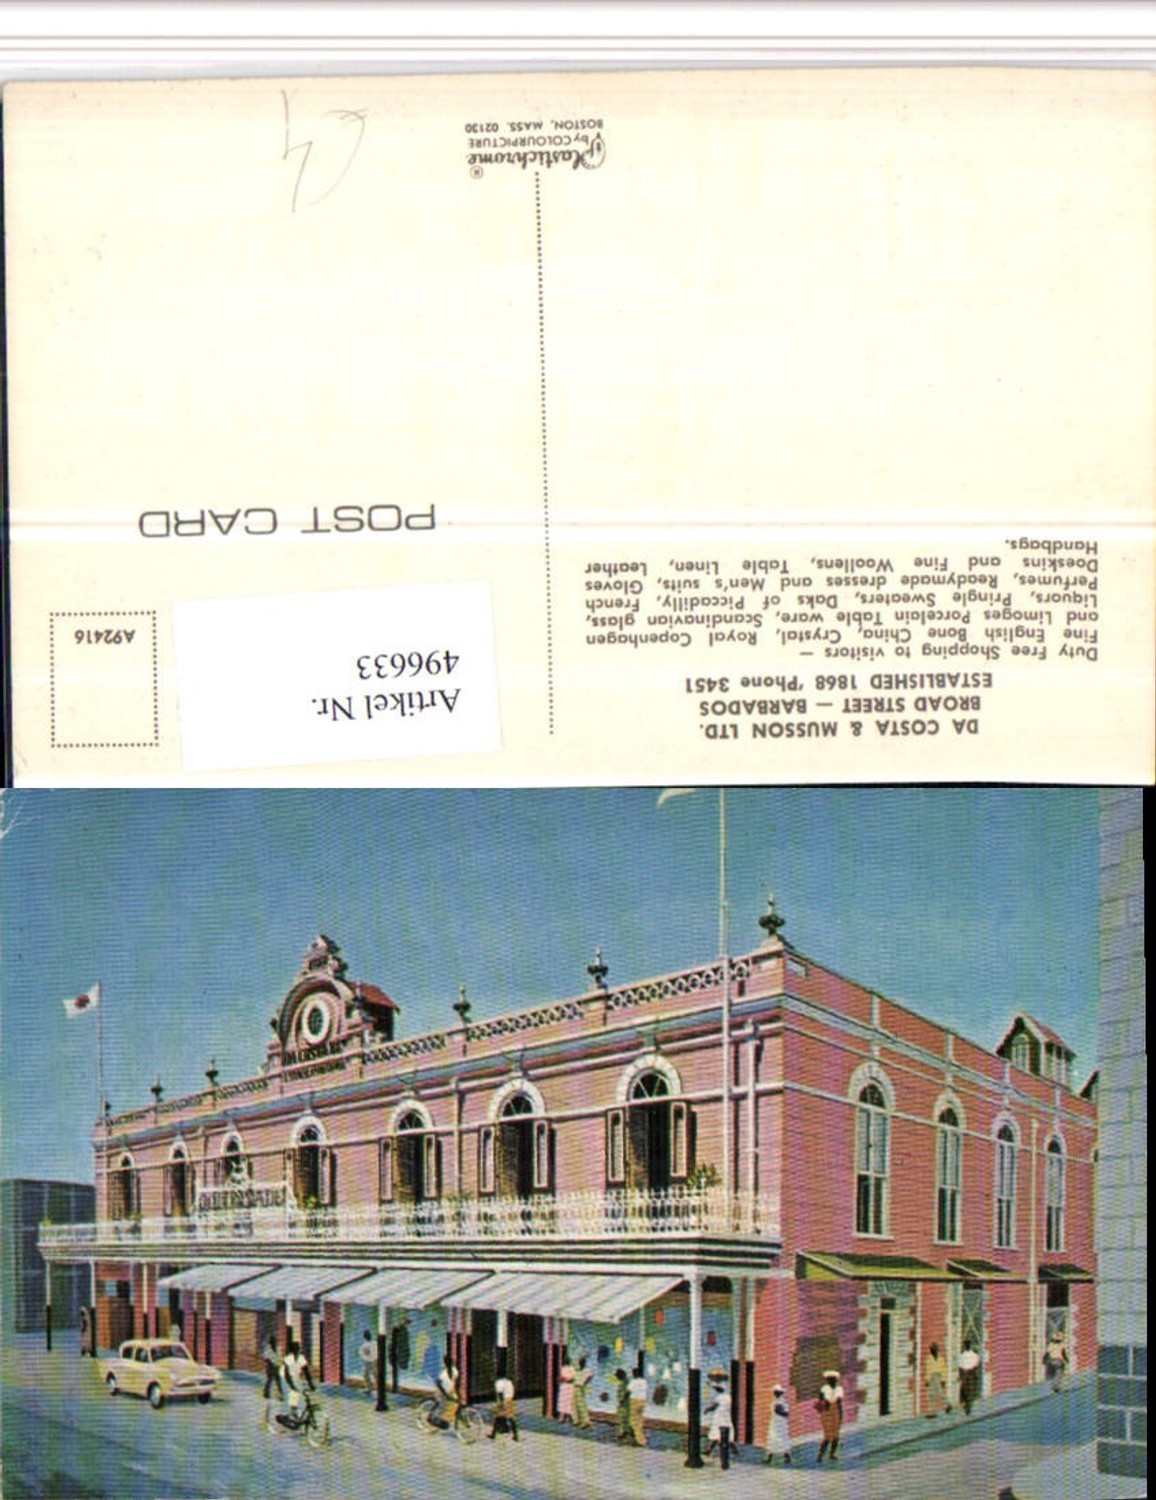 DA COSTA & MUSSON LTD.
BROAD STREET — BARBADOS
ESTABLISHED 1868 'Phone 3451
Duty Free Shopping to visitors —
Fine English Bone China, Crystal, Royal Copenhagen
and Limoges Porcelain Table ware, Scandinavian glass,
Liquors, Pringle Sweaters, Daks of Piccadilly, French
Perfumes, Readymade dresses and Men's suits, Gloves
Doeskins and Fine Woollens, Table Linen, Leather
Handbags.
Artikel Nr.
496633
A92416
POST CARD
Plastichrome ®
by COLOURPICTURE
BOSTON, MASS. 02130